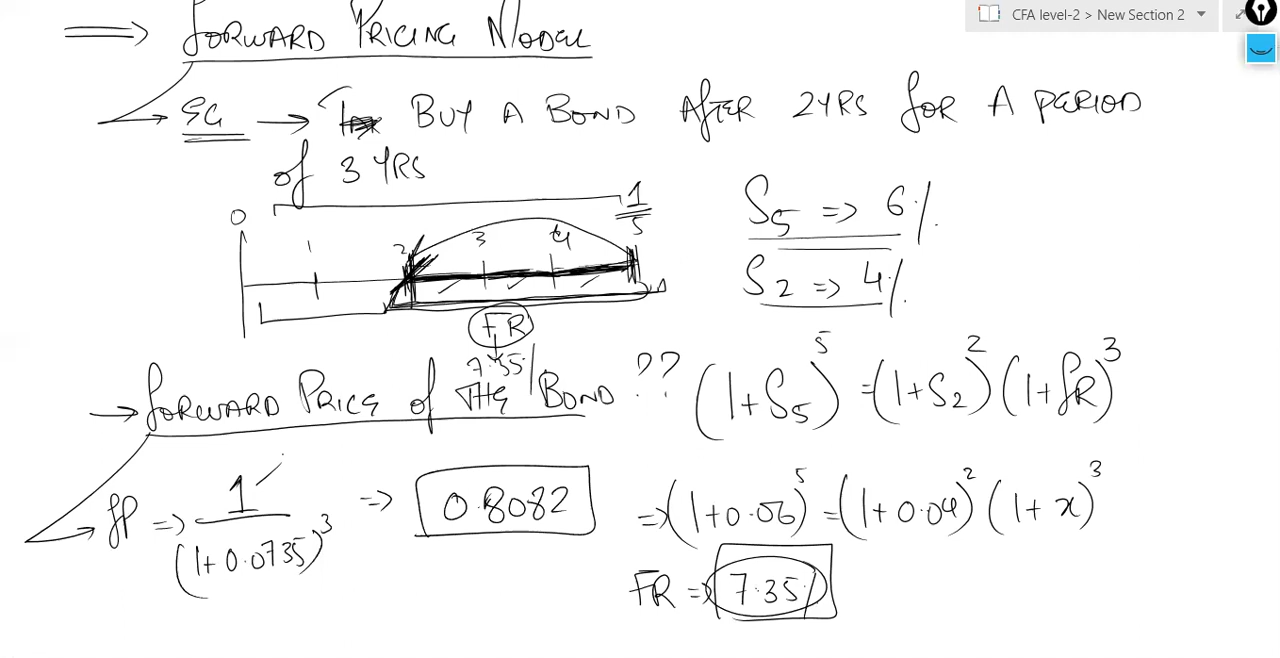 CFA level-2 > New Section 2
⟹ FORWARD PRICING MODEL
EG → BUY A BOND AFTER 2YRS FOR A PERIOD
of 3 YRS
0 1 2 3 4 5
1
FR
7.35%
S₅ => 6%
S₂ => 4%
→ FORWARD PRICE of THE BOND ??
(1+S₅)⁵ = (1+S₂)² (1+fR)³
fP => 1/(1+0.0735)³ => 0.8082
=> (1+0.06)⁵ = (1+0.04)² (1+x)³
FR => 7.35%